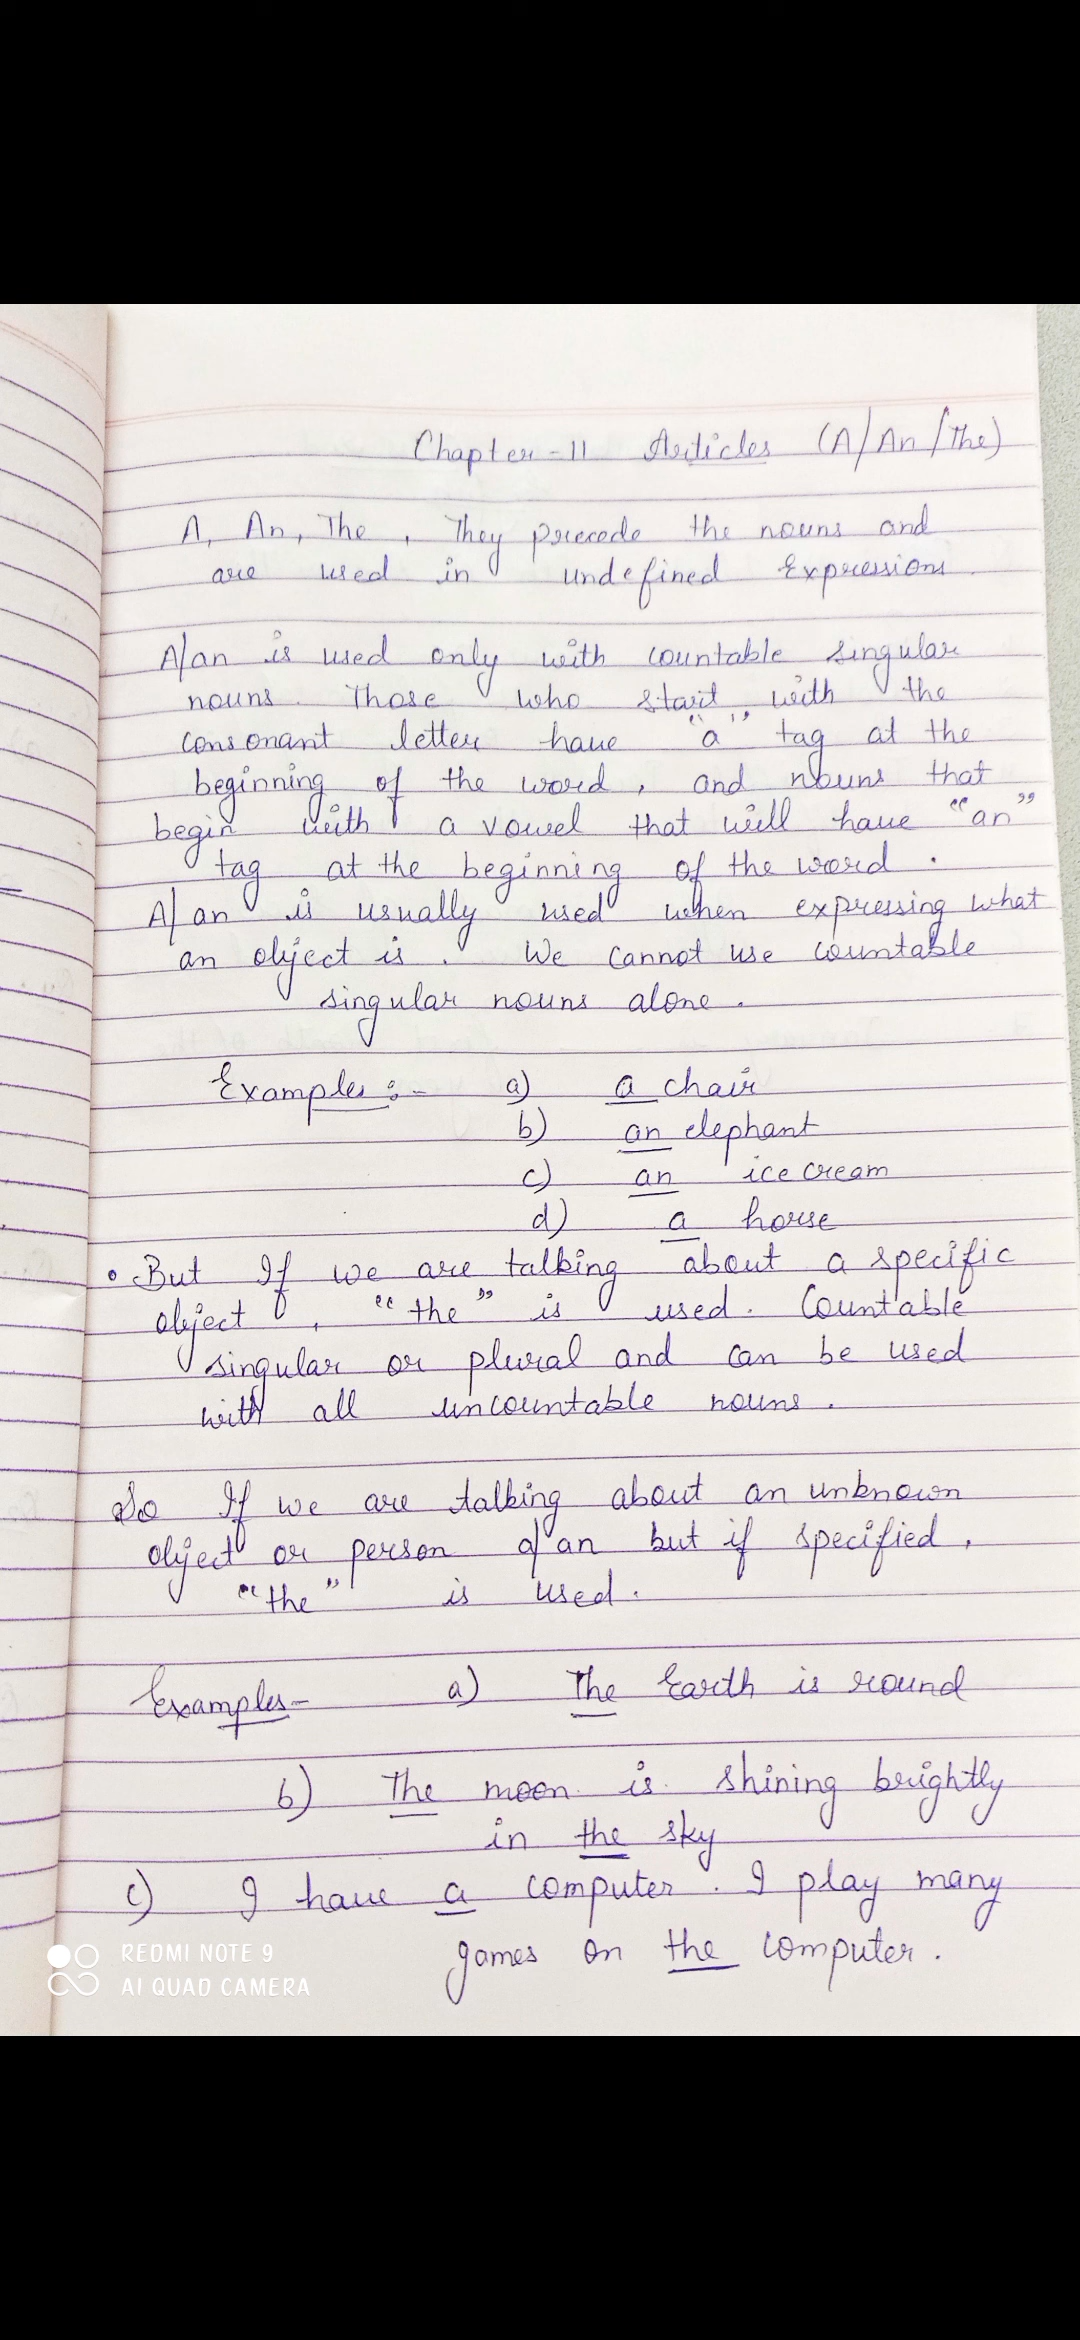 Chapter-11 Articles (A/An/The)
A, An, The, They precede the nouns and
are used in undefined Expressions.
A/an is used only with countable singular
nouns. Those who start with the
consonant letter have "a" tag at the
beginning of the word, and nouns that
begin with a vowel that will have "an"
tag at the beginning of the word.
A/an is usually used when expressing what
an object is. We cannot use countable
singular nouns alone.
Examples:- a) a chair
b) an elephant
c) an ice cream
d) a horse
• But If we are talking about a specific
object, "the" is used. Countable
singular or plural and can be used
with all uncountable nouns.
So If we are talking about an unknown
object or person a/an but if specified,
"the" is used.
Examples- a) The Earth is round
b) The moon is shining brightly
in the sky
c) I have a computer. I play many
games on the computer.
REDMI NOTE 9
AI QUAD CAMERA